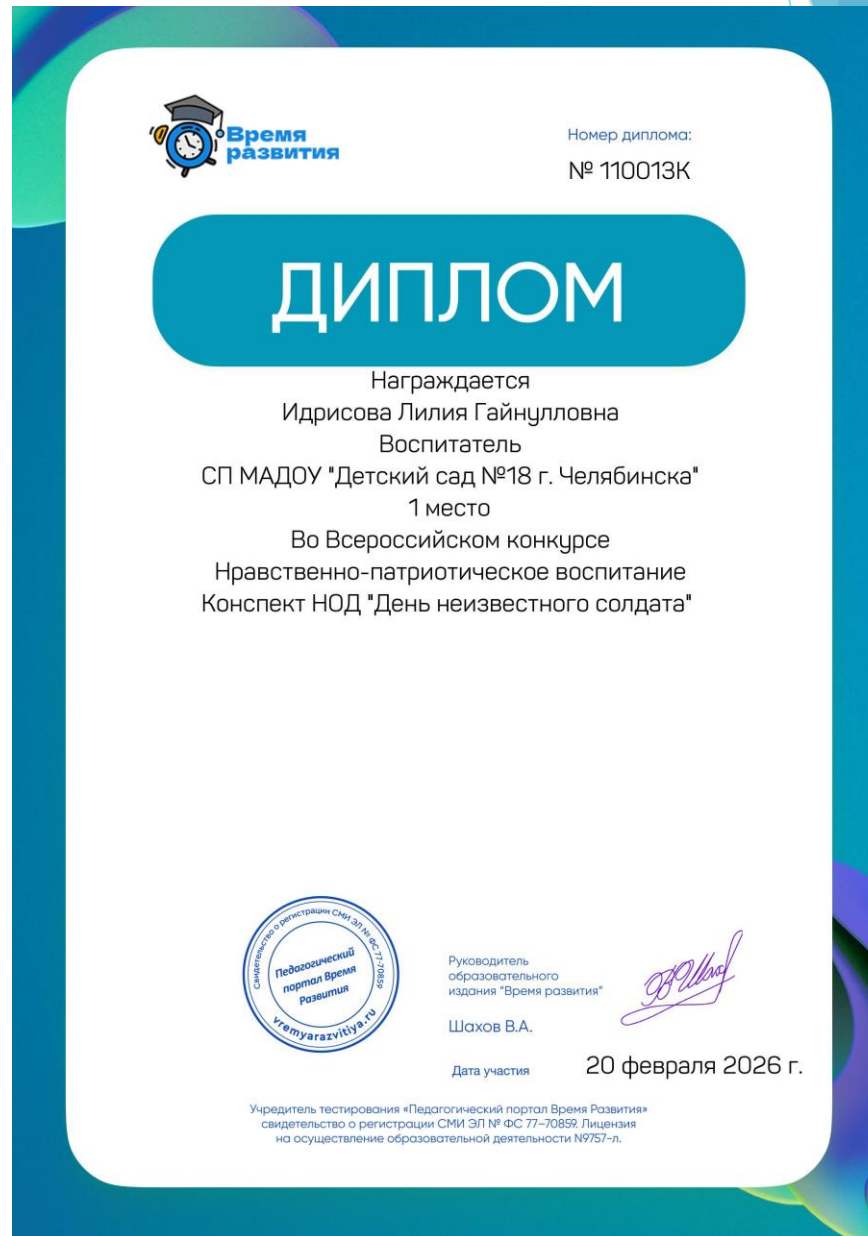 Время
развития
Номер диплома:
№ 110013К
ДИПЛОМ
Награждается
Идрисова Лилия Гайнулловна
Воспитатель
СП МАДОУ "Детский сад №18 г. Челябинска"
1 место
Во Всероссийском конкурсе
Нравственно-патриотическое воспитание
Конспект НОД "День неизвестного солдата"
Свидетельство о регистрации СМИ ЭЛ № ФС 77-70859
Педагогический
портал Время
Развития
vremyarazvitiya.ru
Руководитель
образовательного
издания "Время развития"
Шахов В.А.
Дата участия
20 февраля 2026 г.
Учредитель тестирования «Педагогический портал Время Развития»
свидетельство о регистрации СМИ ЭЛ № ФС 77–70859. Лицензия
на осуществление образовательной деятельности N9757-л.